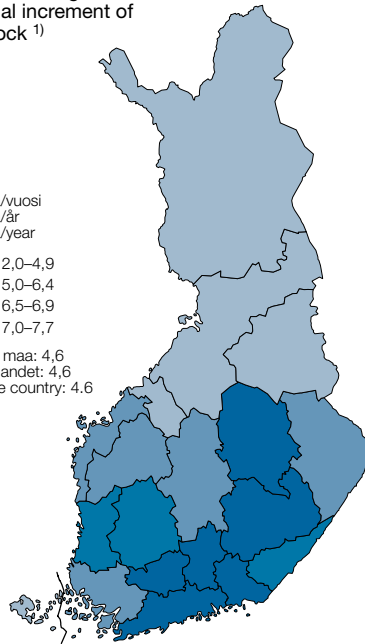 al increment of
ock 1)
/vuosi
/år
/year
2,0–4,9
5,0–6,4
6,5–6,9
7,0–7,7
maa: 4,6
andet: 4,6
e country: 4.6